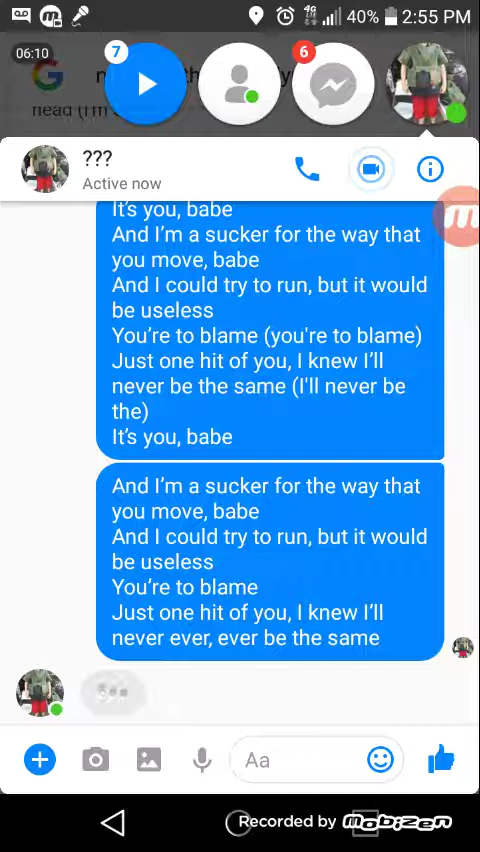 4G
40%
2:55 PM
06:10
7
6
head (I'm
???
Active now
It's you, babe
And I'm a sucker for the way that
you move, babe
And I could try to run, but it would
be useless
You're to blame (you're to blame)
Just one hit of you, I knew I'll
never be the same (I'll never be
the)
It's you, babe
And I'm a sucker for the way that
you move, babe
And I could try to run, but it would
be useless
You're to blame
Just one hit of you, I knew I'll
never ever, ever be the same
Aa
Recorded by Mobizen